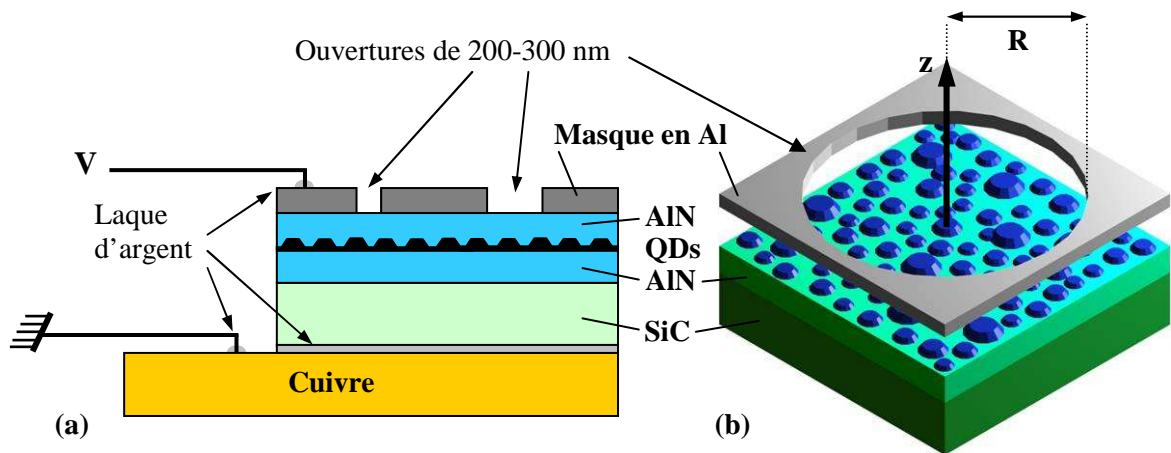 Ouvertures de 200-300 nm
R
z
V
Masque en Al
Laque
d'argent
AlN
QDs
AlN
SiC
Cuivre
(a)
(b)